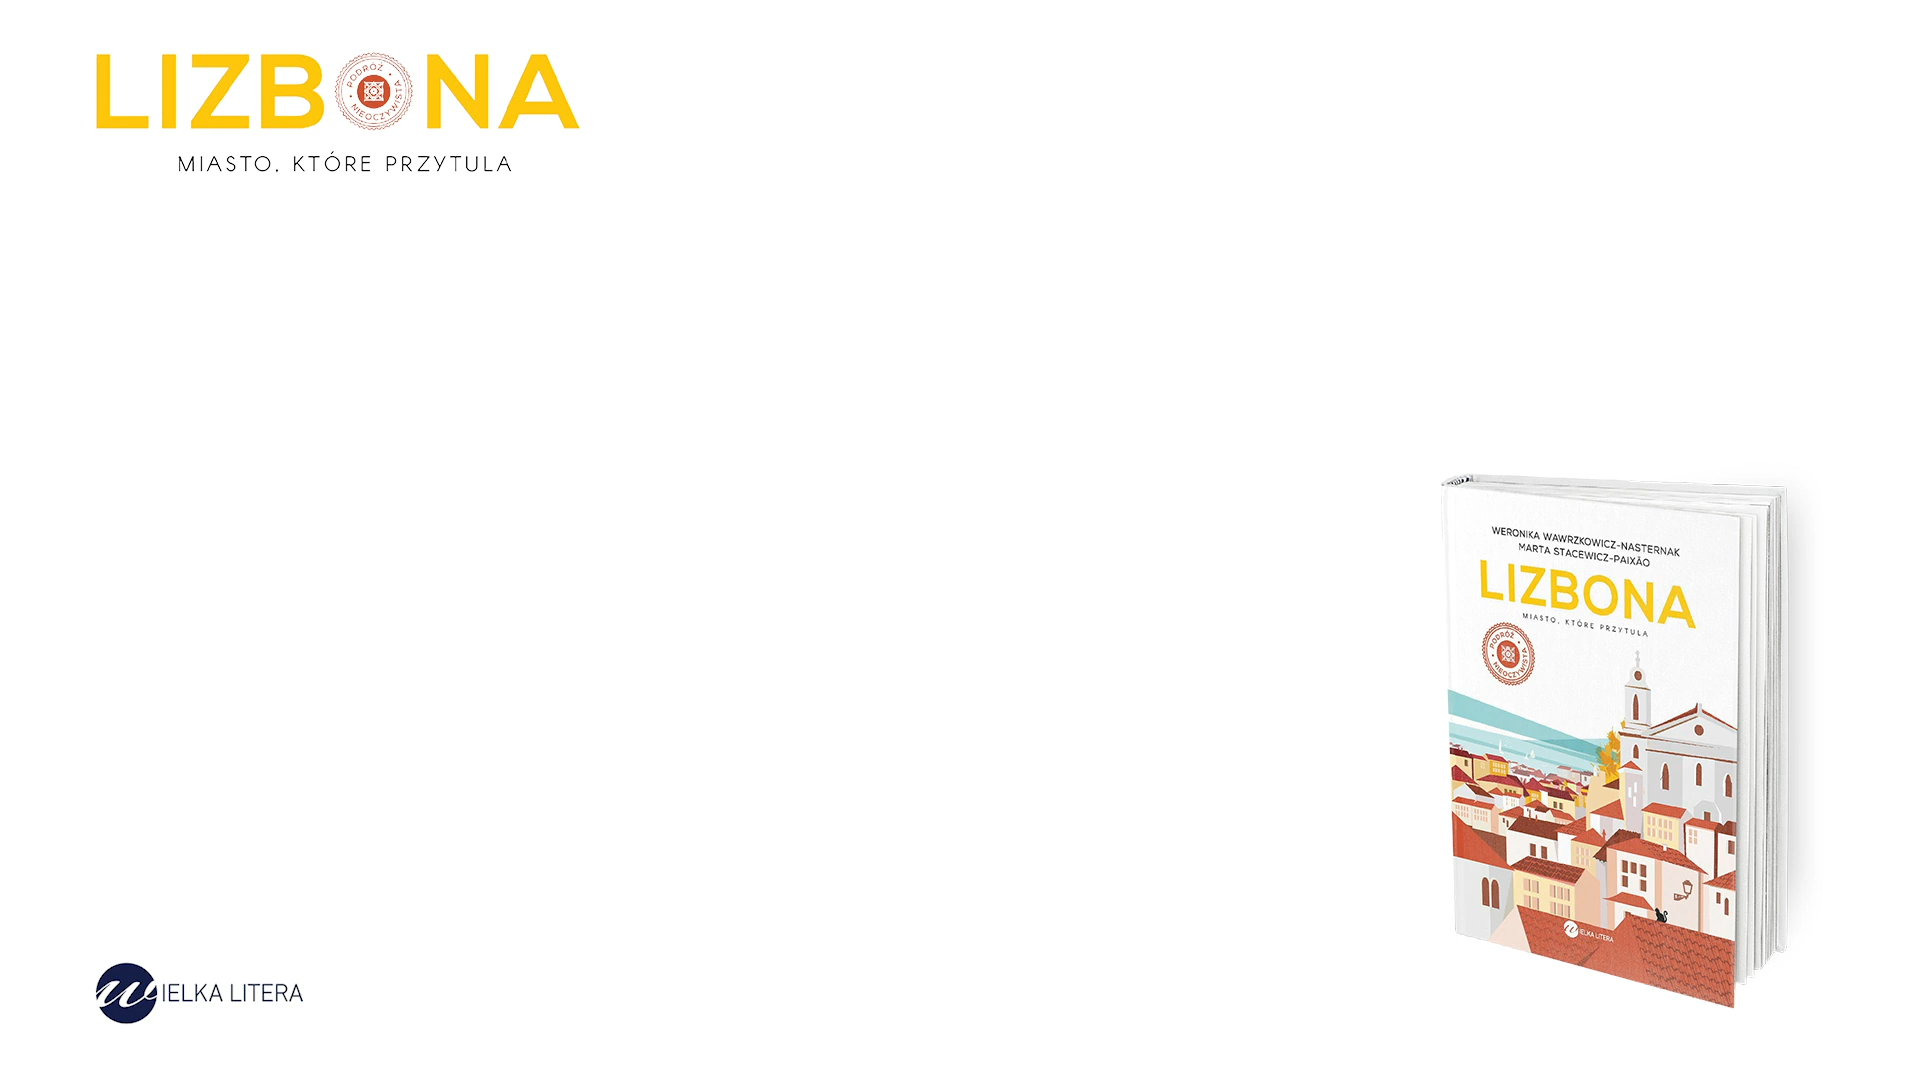 LIZBONA
PODRÓŻ • NIEOCZYWISTA •
MIASTO, KTÓRE PRZYTULA
WERONIKA WAWRZKOWICZ-NASTERNAK
MARTA STACEWICZ-PAIXÃO
LIZBONA
MIASTO, KTÓRE PRZYTULA
PODRÓŻ • NIEOCZYWISTA •
WIELKA LITERA
WIELKA LITERA